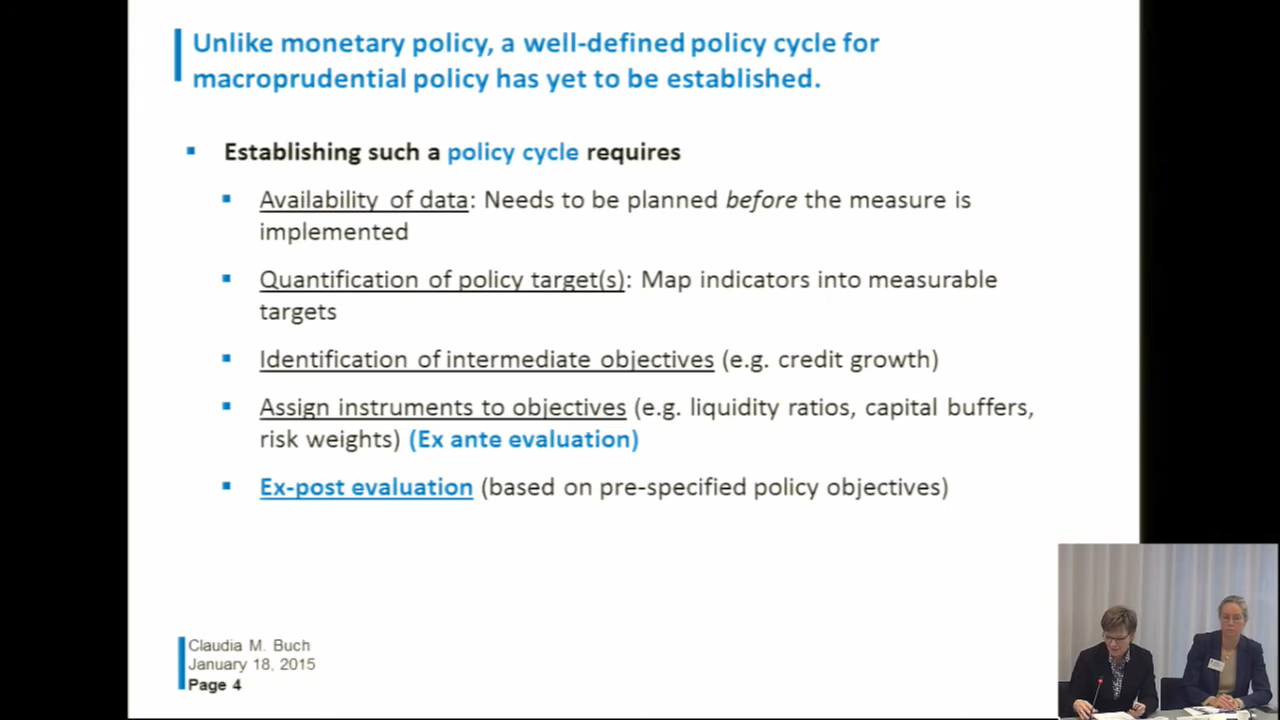 Unlike monetary policy, a well-defined policy cycle for
macroprudential policy has yet to be established.
▪ Establishing such a policy cycle requires
▪ Availability of data: Needs to be planned before the measure is
implemented
▪ Quantification of policy target(s): Map indicators into measurable
targets
▪ Identification of intermediate objectives (e.g. credit growth)
▪ Assign instruments to objectives (e.g. liquidity ratios, capital buffers,
risk weights) (Ex ante evaluation)
▪ Ex-post evaluation (based on pre-specified policy objectives)
Claudia M. Buch
January 18, 2015
Page 4